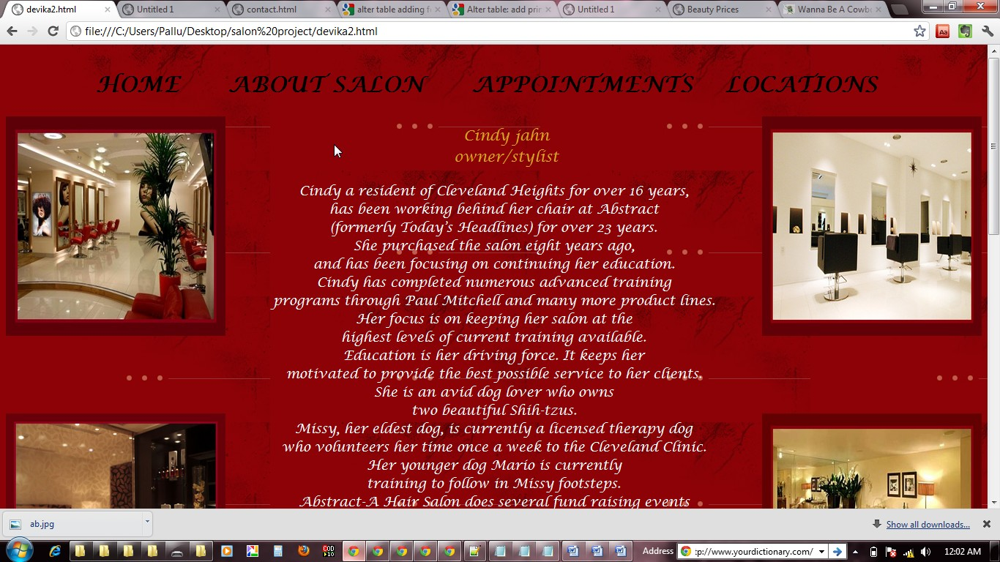 devika2.html
Untitled 1
contact.html
alter table adding f
Alter table: add prin
Untitled 1
Beauty Prices
Wanna Be A Cowb
file:///C:/Users/Pallu/Desktop/salon%20project/devika2.html
HOME ABOUT SALON APPOINTMENTS LOCATIONS
Cindy jahn
owner/stylist
Cindy a resident of Cleveland Heights for over 16 years,
has been working behind her chair at Abstract
(formerly Today's Headlines) for over 23 years.
She purchased the salon eight years ago,
and has been focusing on continuing her education.
Cindy has completed numerous advanced training
programs through Paul Mitchell and many more product lines.
Her focus is on keeping her salon at the
highest levels of current training available.
Education is her driving force. It keeps her
motivated to provide the best possible service to her clients.
She is an avid dog lover who owns
two beautiful Shih-tzus.
Missy, her eldest dog, is currently a licensed therapy dog
who volunteers her time once a week to the Cleveland Clinic.
Her younger dog Mario is currently
training to follow in Missy footsteps.
Abstract-A Hair Salon does several fund raising events
ab.jpg
Show all downloads...
COD
Address
:p://www.yourdictionary.com/
12:02 AM